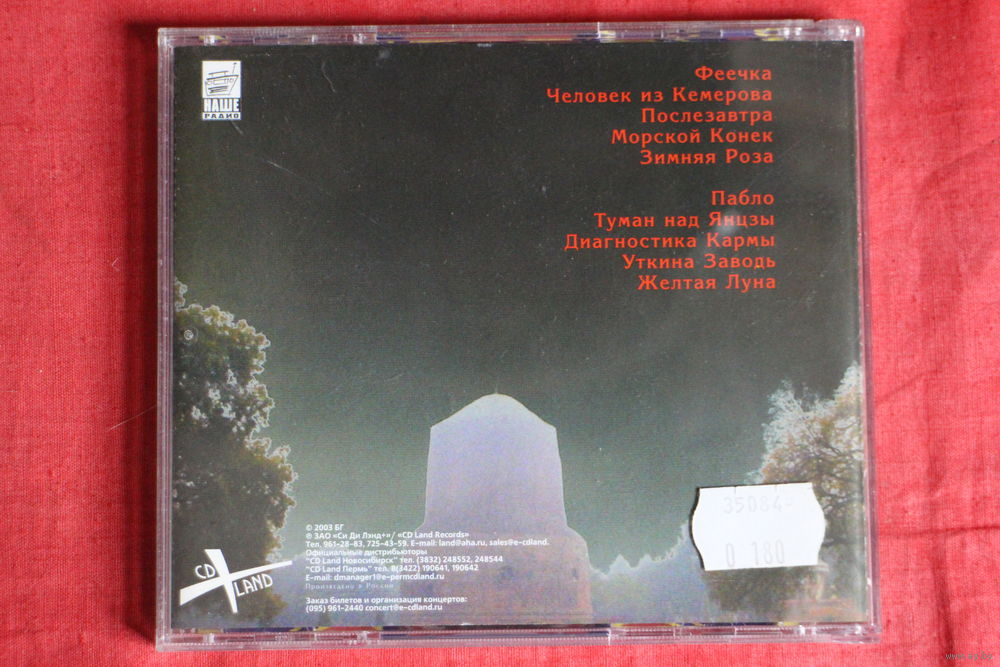 НАШЕ
РАДИО
Феечка
Человек из Кемерова
Послезавтра
Морской Конек
Зимняя Роза
Пабло
Туман над Янцзы
Диагностика Кармы
Уткина Заводь
Желтая Луна
35084
0 180
© 2003 БГ
℗ ЗАО «Си Ди Лэнд+» / «CD Land Records»
Тел. 961-28-83, 725-43-59. E-mail: land@aha.ru, sales@e-cdland.
Официальные дистрибьюторы
"CD Land Новосибирск" тел. (3832) 248552, 248544
"CD Land Пермь" тел. 8(3422) 190641, 190642
E-mail: dmanager1@e-permcdland.ru
Произведено в России
Заказ билетов и организация концертов:
(095) 961-2440 concert@e-cdland.ru
CD LAND